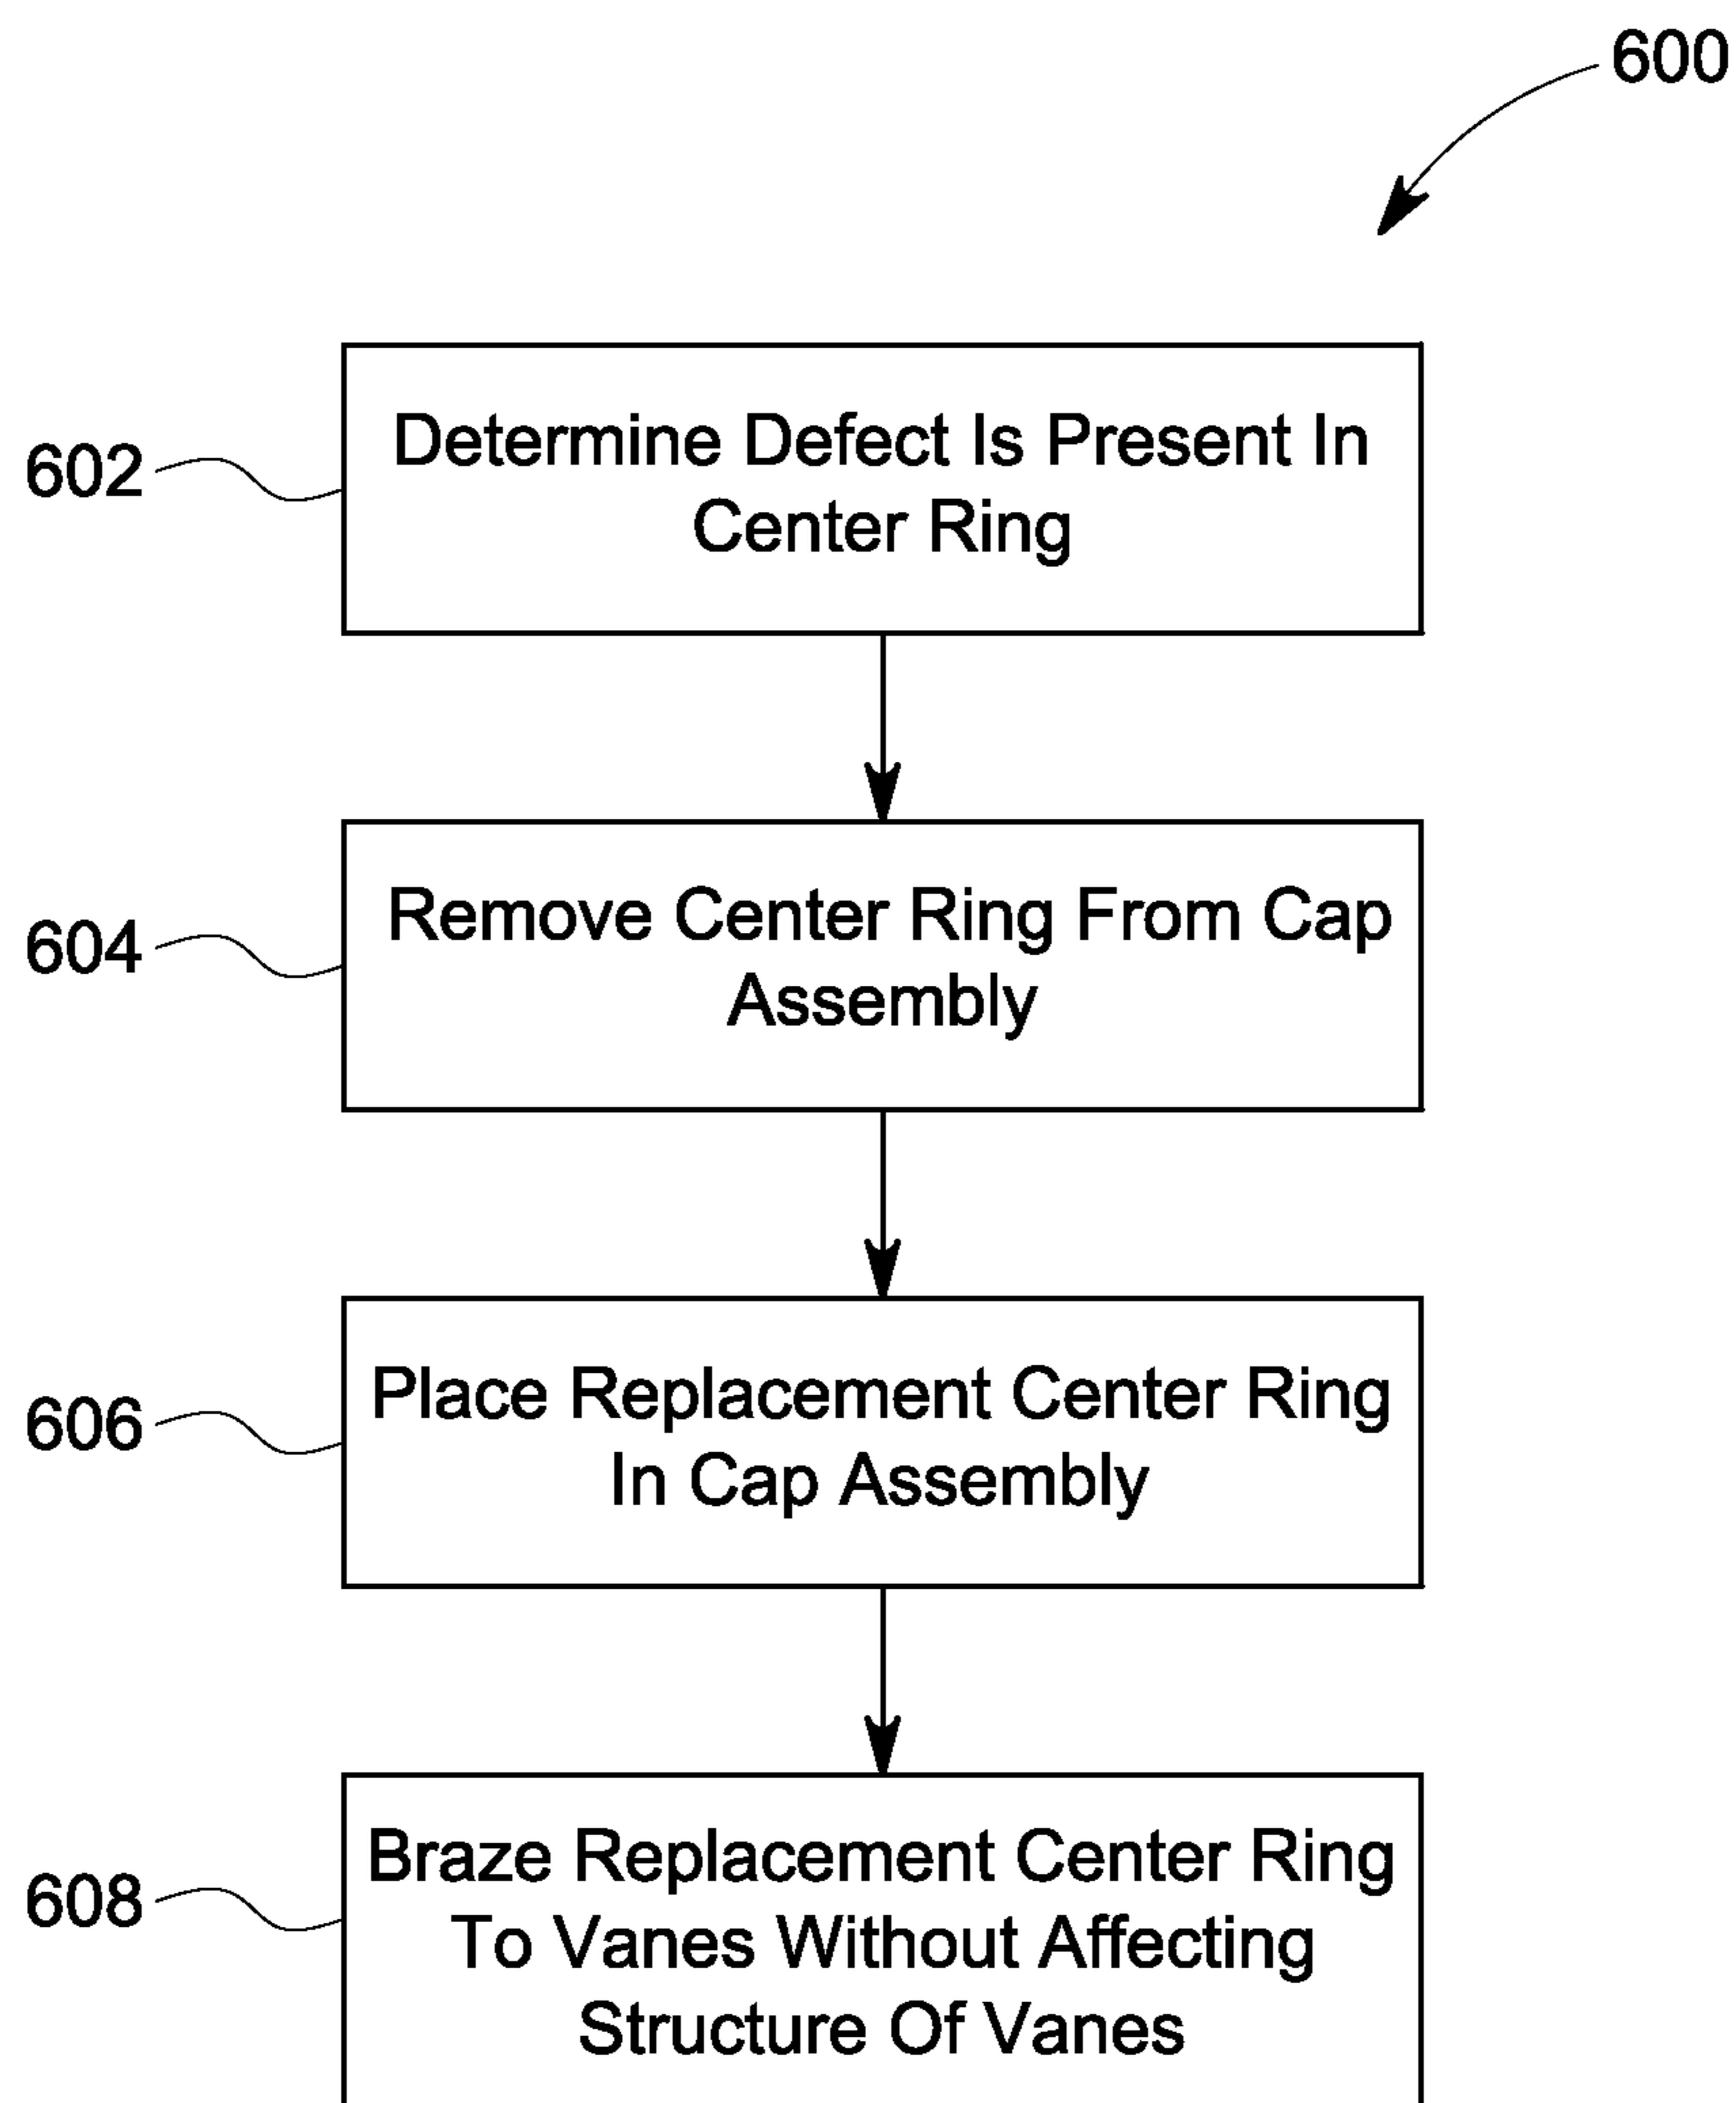 600
602
Determine Defect Is Present In
Center Ring
604
Remove Center Ring From Cap
Assembly
606
Place Replacement Center Ring
In Cap Assembly
608
Braze Replacement Center Ring
To Vanes Without Affecting
Structure Of Vanes